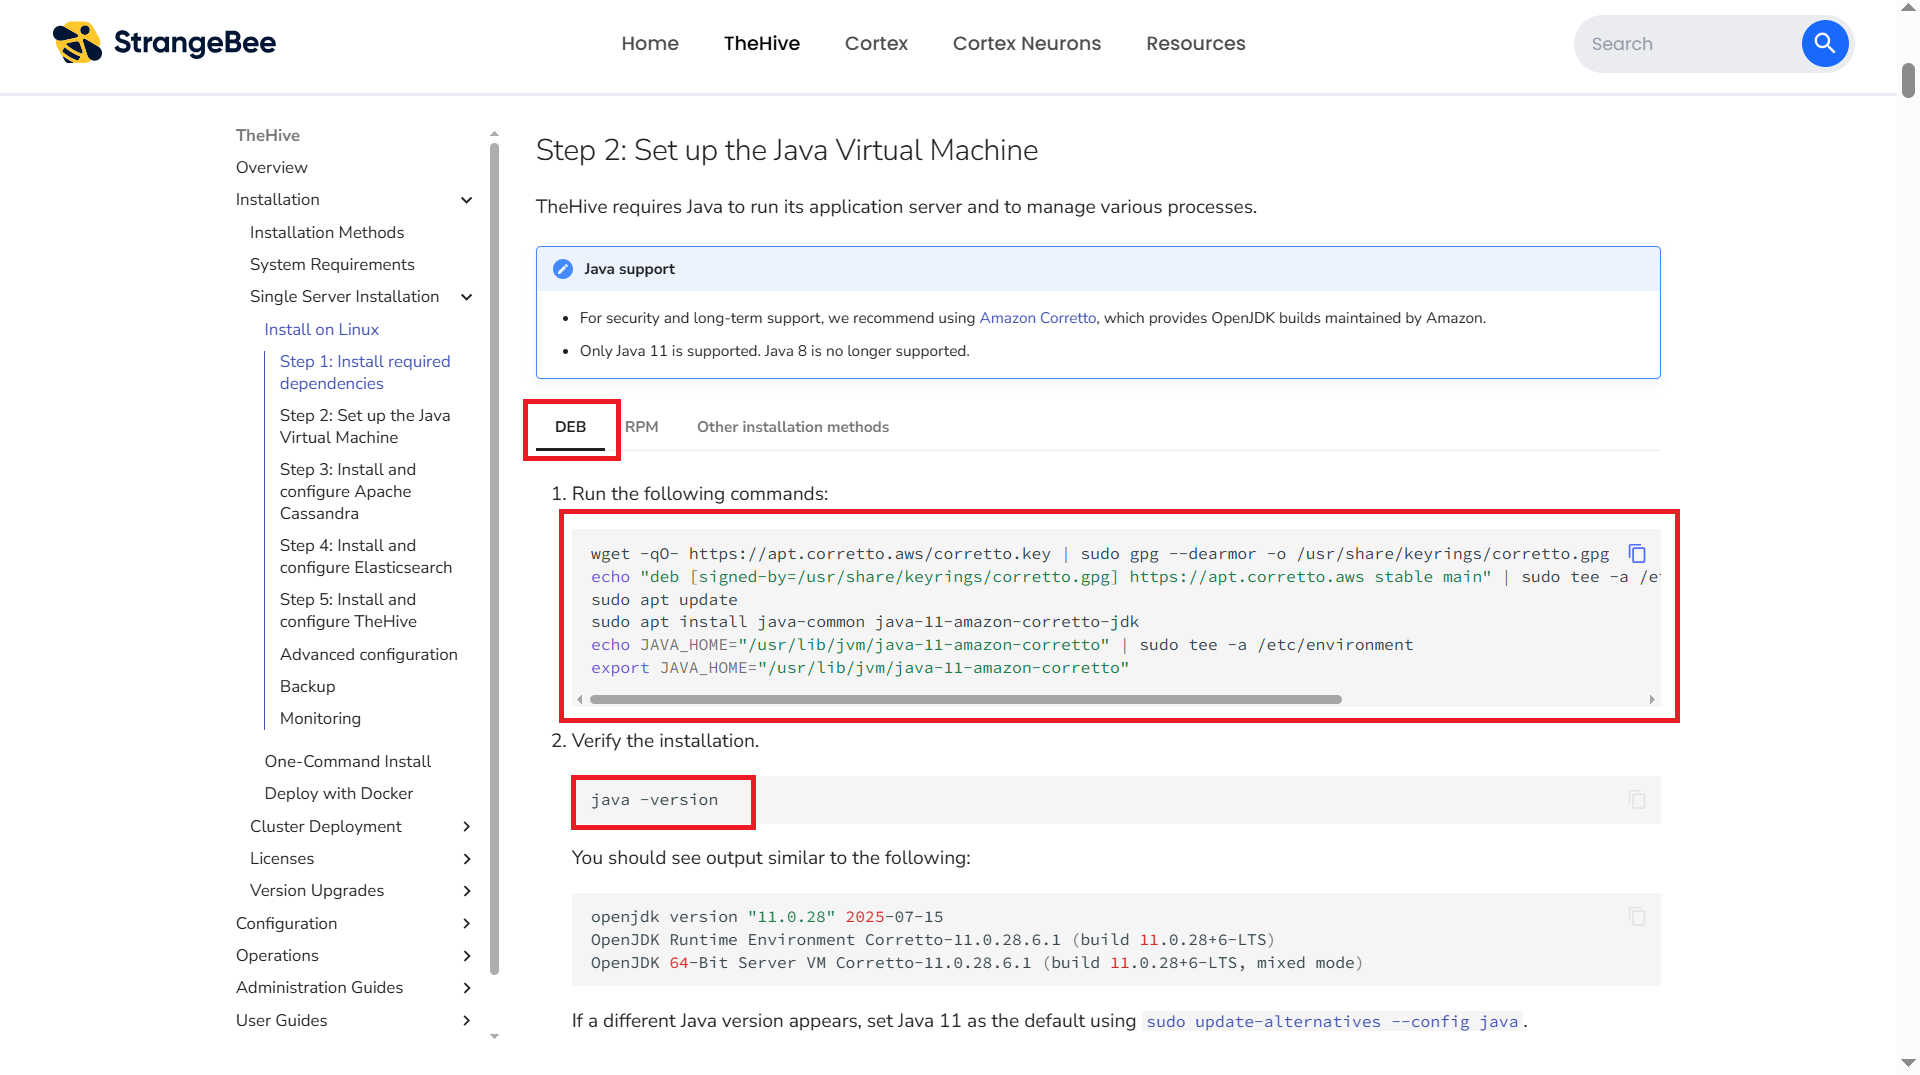 StrangeBee
Home
TheHive
Cortex
Cortex Neurons
Resources
Search
TheHive
Overview
Installation
Installation Methods
System Requirements
Single Server Installation
Install on Linux
Step 1: Install required
dependencies
Step 2: Set up the Java
Virtual Machine
Step 3: Install and
configure Apache
Cassandra
Step 4: Install and
configure Elasticsearch
Step 5: Install and
configure TheHive
Advanced configuration
Backup
Monitoring
One-Command Install
Deploy with Docker
Cluster Deployment
Licenses
Version Upgrades
Configuration
Operations
Administration Guides
User Guides
Step 2: Set up the Java Virtual Machine
TheHive requires Java to run its application server and to manage various processes.
Java support
• For security and long-term support, we recommend using Amazon Corretto, which provides OpenJDK builds maintained by Amazon.
• Only Java 11 is supported. Java 8 is no longer supported.
DEB
RPM
Other installation methods
1. Run the following commands:
wget -qO- https://apt.corretto.aws/corretto.key | sudo gpg --dearmor -o /usr/share/keyrings/corretto.gpg
echo "deb [signed-by=/usr/share/keyrings/corretto.gpg] https://apt.corretto.aws stable main" | sudo tee -a
sudo apt update
sudo apt install java-common java-11-amazon-corretto-jdk
echo JAVA_HOME="/usr/lib/jvm/java-11-amazon-corretto" | sudo tee -a /etc/environment
export JAVA_HOME="/usr/lib/jvm/java-11-amazon-corretto"
2. Verify the installation.
java -version
You should see output similar to the following:
openjdk version "11.0.28" 2025-07-15
OpenJDK Runtime Environment Corretto-11.0.28.6.1 (build 11.0.28+6-LTS)
OpenJDK 64-Bit Server VM Corretto-11.0.28.6.1 (build 11.0.28+6-LTS, mixed mode)
If a different Java version appears, set Java 11 as the default using sudo update-alternatives --config java.